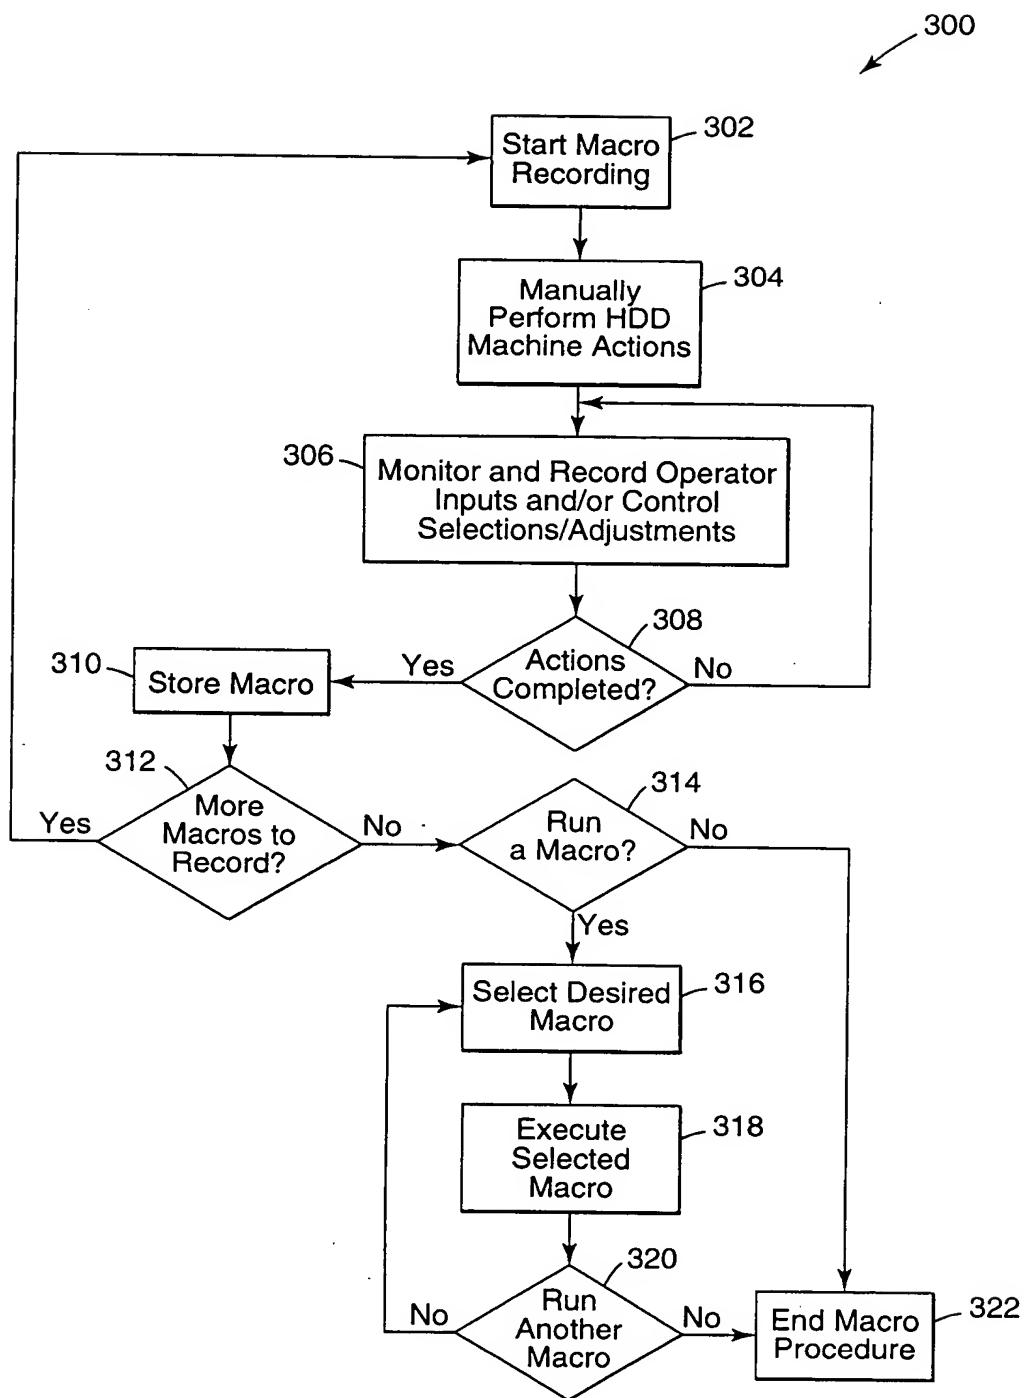 300
302
Start Macro
Recording
304
Manually
Perform HDD
Machine Actions
306
Monitor and Record Operator
Inputs and/or Control
Selections/Adjustments
308
Actions
Completed?
Yes
No
310
Store Macro
312
More
Macros to
Record?
Yes
No
314
Run
a Macro?
No
Yes
316
Select Desired
Macro
318
Execute
Selected
Macro
320
Run
Another
Macro
No
No
322
End Macro
Procedure